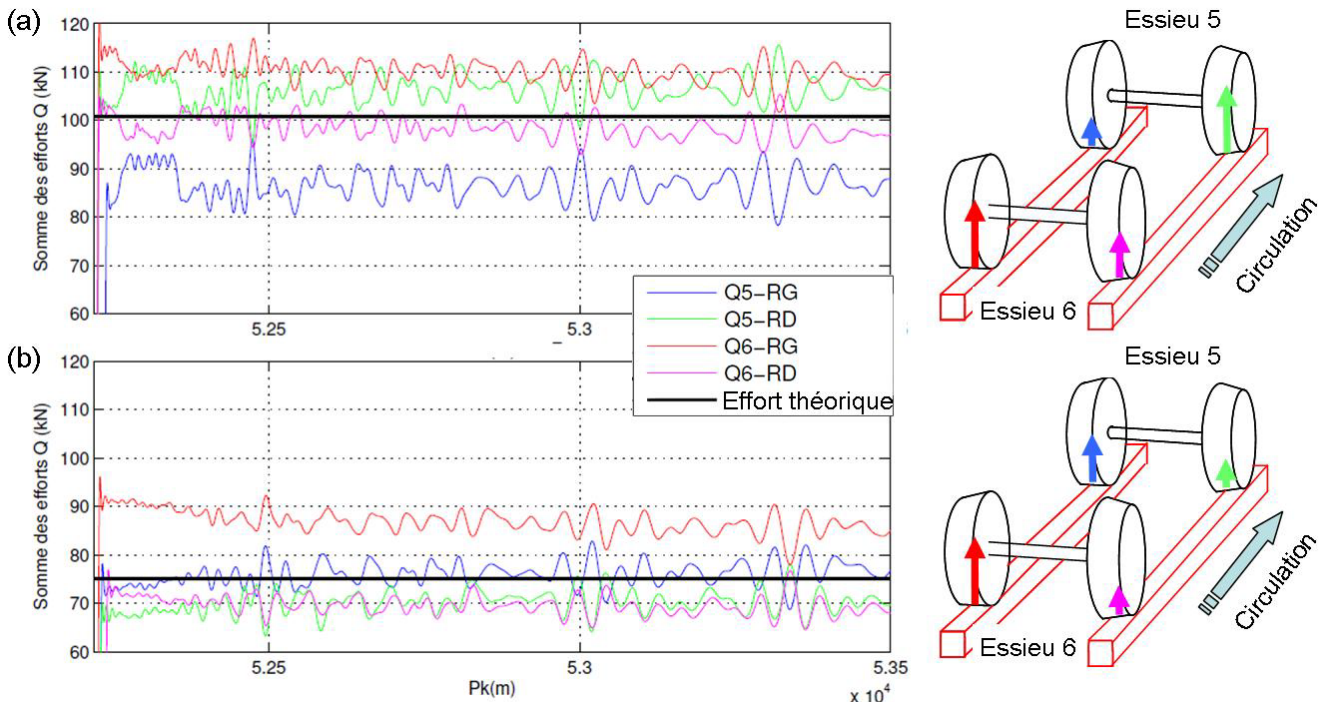 (a)
Somme des efforts Q (kN)
120
110
100
90
80
70
60
5.25
5.3
Q5-RG
Q5-RD
Q6-RG
Q6-RD
Effort théorique
Essieu 5
Essieu 6
Circulation
(b)
Somme des efforts Q (kN)
120
110
100
90
80
70
60
5.25
5.3
5.35
Pk(m)
x 10⁴
Essieu 5
Essieu 6
Circulation